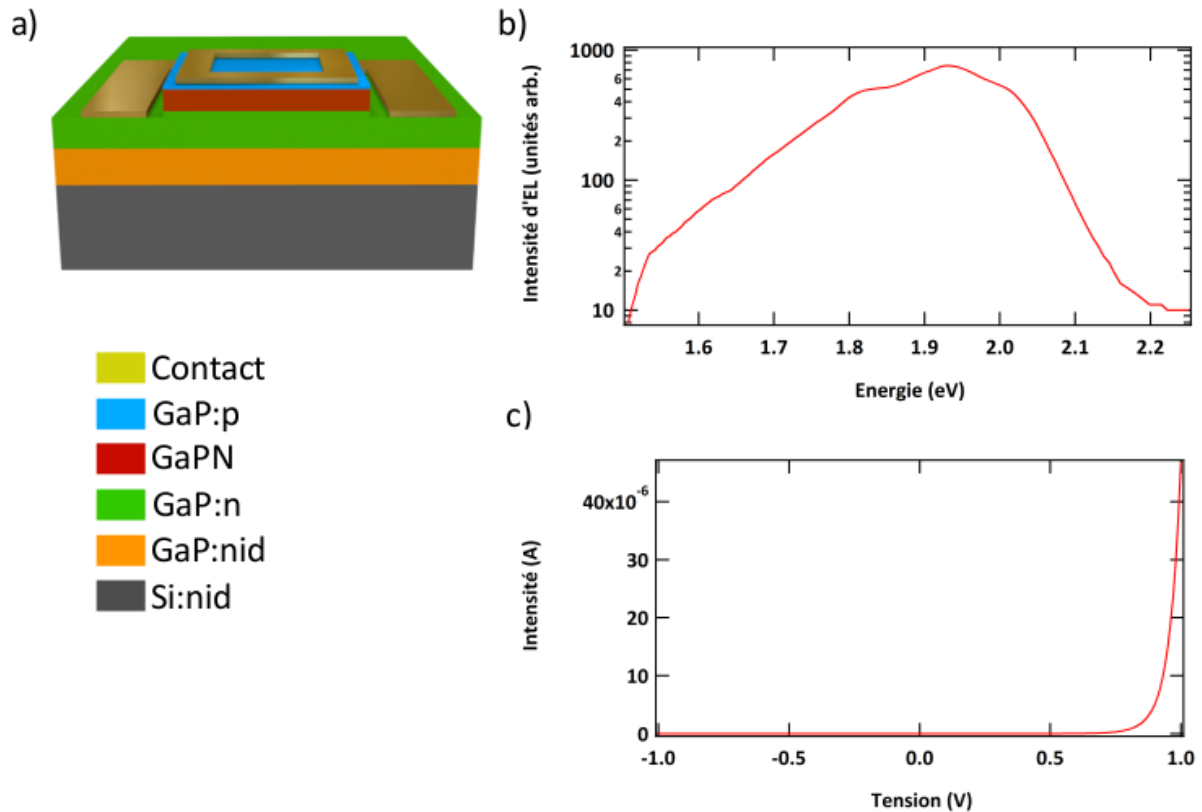 a)
Contact
GaP:p
GaPN
GaP:n
GaP:nid
Si:nid
b)
Intensité d'EL (unités arb.)
1000
6
4
2
100
6
4
2
10
1.6 1.7 1.8 1.9 2.0 2.1 2.2
Energie (eV)
c)
Intensité (A)
40x10⁻⁶
30
20
10
0
-1.0 -0.5 0.0 0.5 1.0
Tension (V)